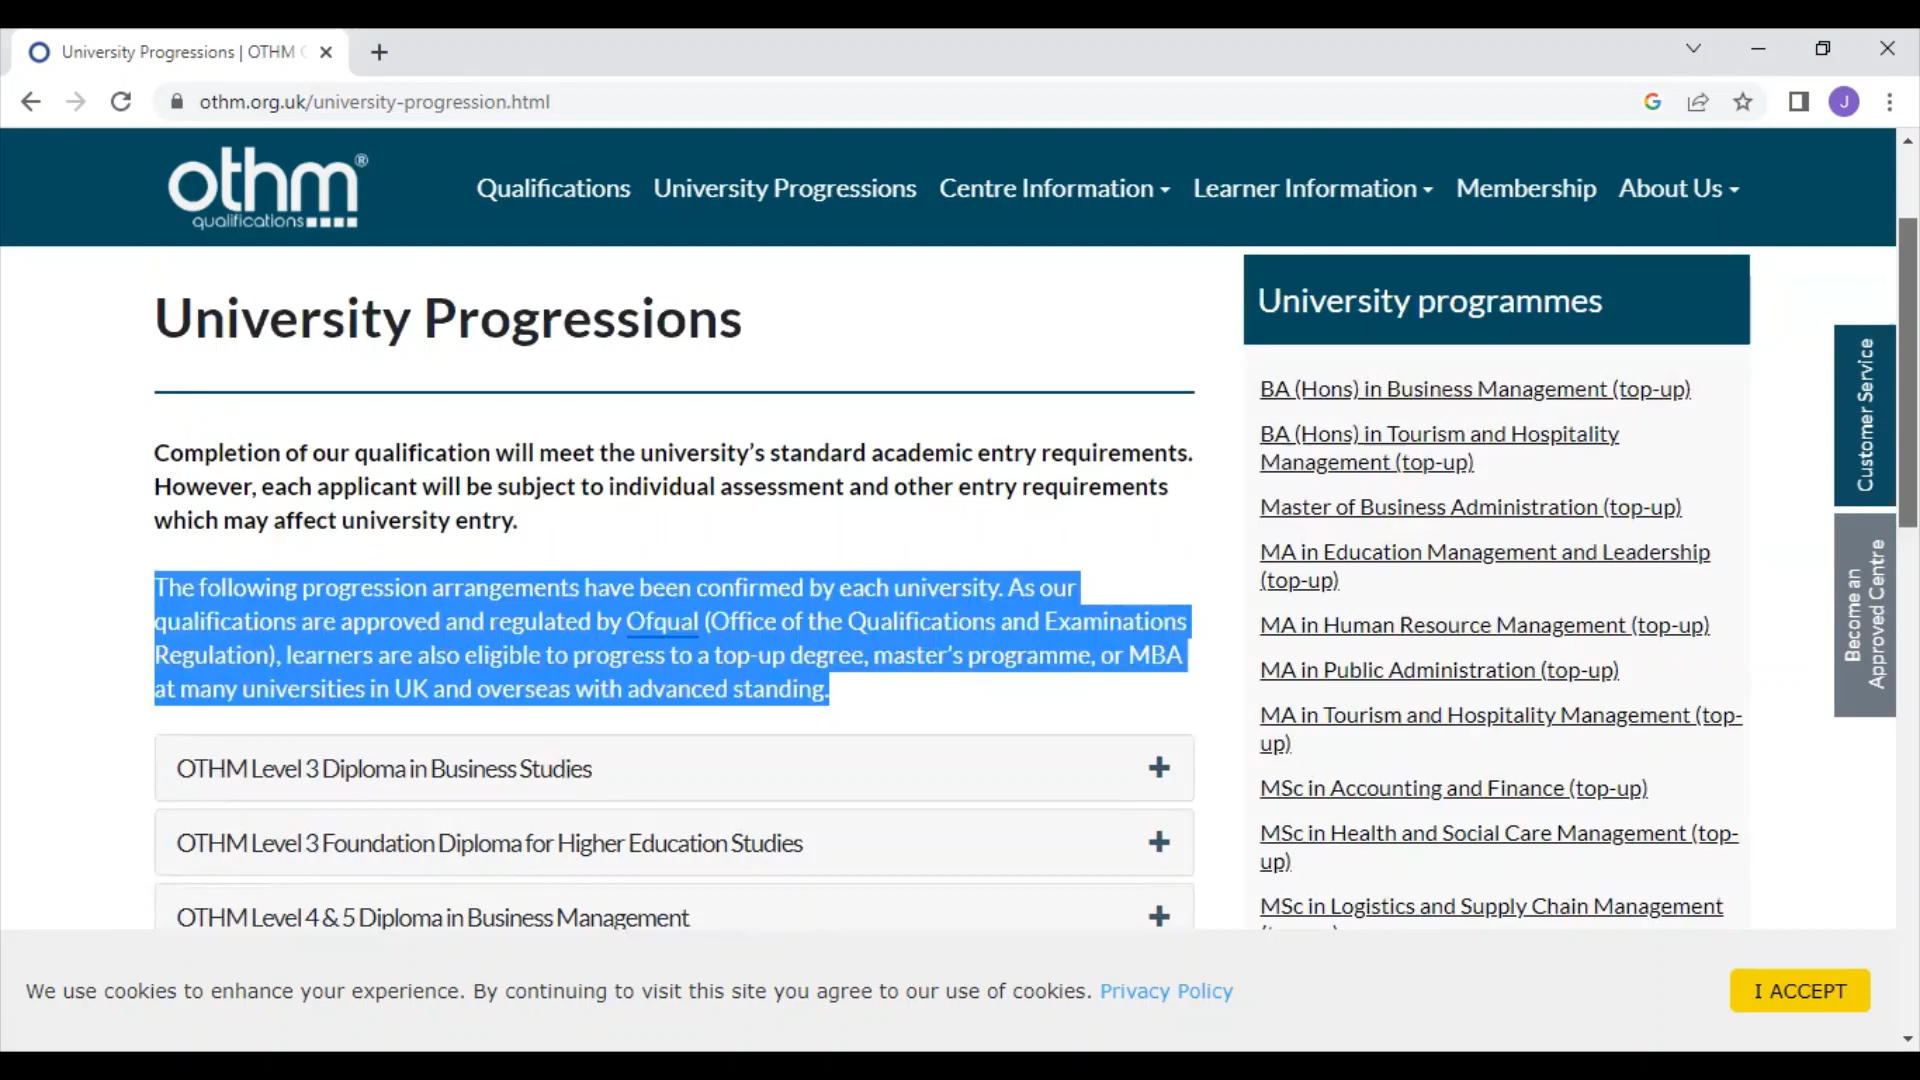 University Progressions | OTHM
othm.org.uk/university-progression.html
J
othm®
qualifications
Qualifications University Progressions Centre Information Learner Information Membership About Us
University Progressions
Completion of our qualification will meet the university’s standard academic entry requirements.
However, each applicant will be subject to individual assessment and other entry requirements
which may affect university entry.
The following progression arrangements have been confirmed by each university. As our
qualifications are approved and regulated by Ofqual (Office of the Qualifications and Examinations
Regulation), learners are also eligible to progress to a top-up degree, master's programme, or MBA
at many universities in UK and overseas with advanced standing.
OTHM Level 3 Diploma in Business Studies
OTHM Level 3 Foundation Diploma for Higher Education Studies
OTHM Level 4 & 5 Diploma in Business Management
University programmes
BA (Hons) in Business Management (top-up)
BA (Hons) in Tourism and Hospitality
Management (top-up)
Master of Business Administration (top-up)
MA in Education Management and Leadership
(top-up)
MA in Human Resource Management (top-up)
MA in Public Administration (top-up)
MA in Tourism and Hospitality Management (top-
up)
MSc in Accounting and Finance (top-up)
MSc in Health and Social Care Management (top-
up)
MSc in Logistics and Supply Chain Management
Customer Service
Become an
Approved Centre
We use cookies to enhance your experience. By continuing to visit this site you agree to our use of cookies. Privacy Policy
I ACCEPT